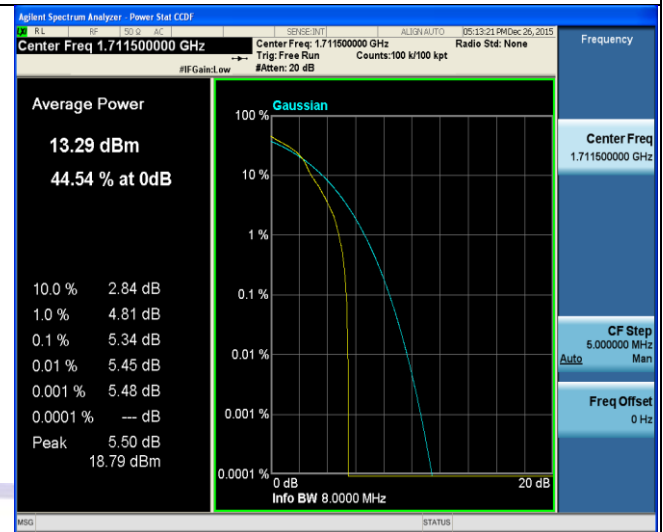 Agilent Spectrum Analyzer - Power Stat CCDF
RL RF 50 Ω AC SENSE:INT ALIGN AUTO 05:13:21 PM Dec 26, 2015
Center Freq 1.711500000 GHz
Center Freq: 1.711500000 GHz Radio Std: None
Trig: Free Run Counts:100 k/100 kpt
#IFGain:Low #Atten: 20 dB
Frequency
Average Power
13.29 dBm
44.54 % at 0dB
10.0 % 2.84 dB
1.0 % 4.81 dB
0.1 % 5.34 dB
0.01 % 5.45 dB
0.001 % 5.48 dB
0.0001 % --- dB
Peak 5.50 dB
18.79 dBm
Gaussian
100 %
10 %
1 %
0.1 %
0.01 %
0.001 %
0.0001 %
0 dB 20 dB
Info BW 8.0000 MHz
Center Freq
1.711500000 GHz
CF Step
5.000000 MHz
Auto Man
Freq Offset
0 Hz
MSG STATUS